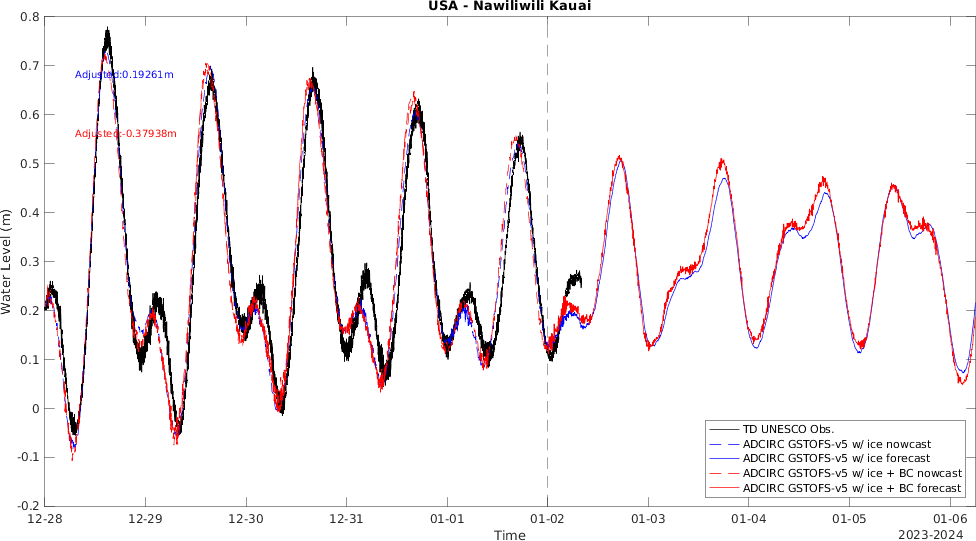 USA - Nawiliwili Kauai
0.8
0.7
0.6
0.5
0.4
0.3
0.2
0.1
0
-0.1
-0.2
Water Level (m)
Adjusted:0.19261m
Adjusted:-0.37938m
TD UNESCO Obs.
ADCIRC GSTOFS-v5 w/ ice nowcast
ADCIRC GSTOFS-v5 w/ ice forecast
ADCIRC GSTOFS-v5 w/ ice + BC nowcast
ADCIRC GSTOFS-v5 w/ ice + BC forecast
12-28 12-29 12-30 12-31 01-01 01-02 01-03 01-04 01-05 01-06
Time
2023-2024